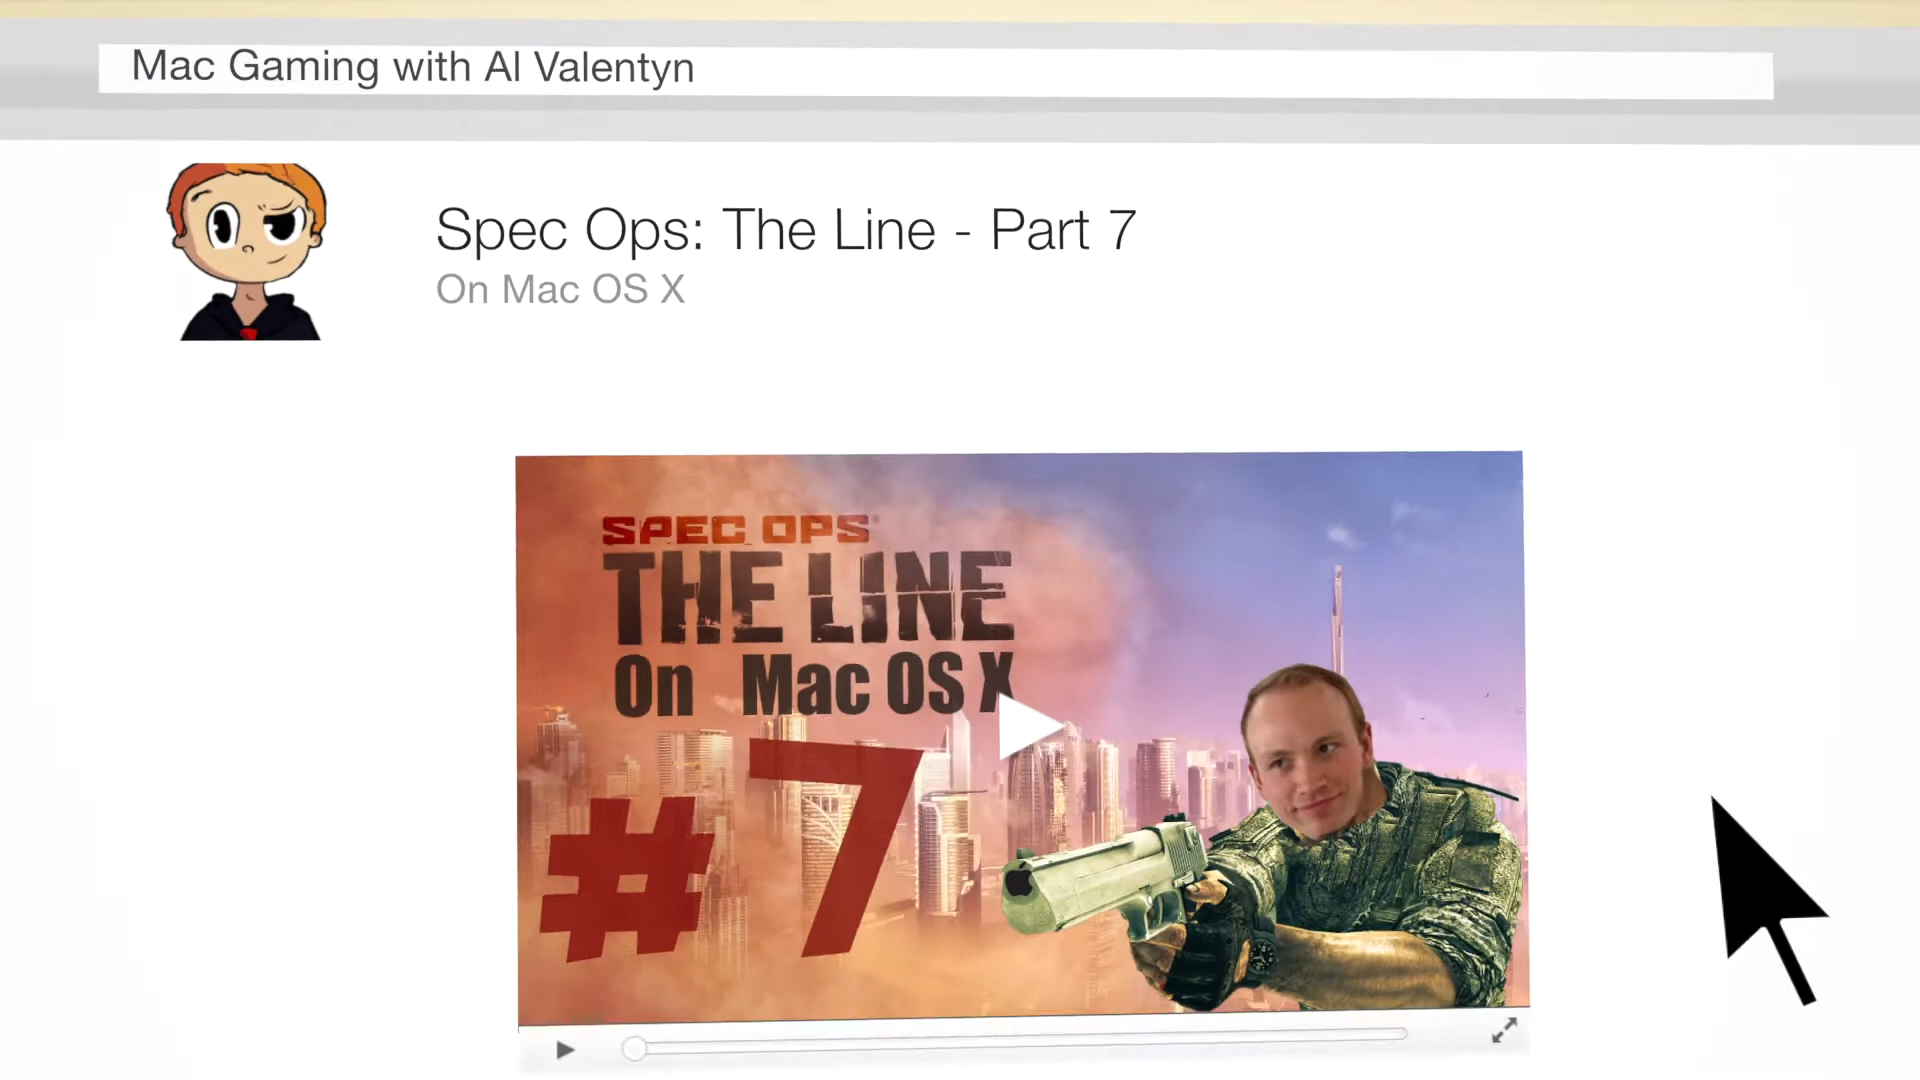 Mac Gaming with Al Valentyn
Spec Ops: The Line - Part 7
On Mac OS X
SPEC OPS®
THE LINE
On Mac OS X
#7